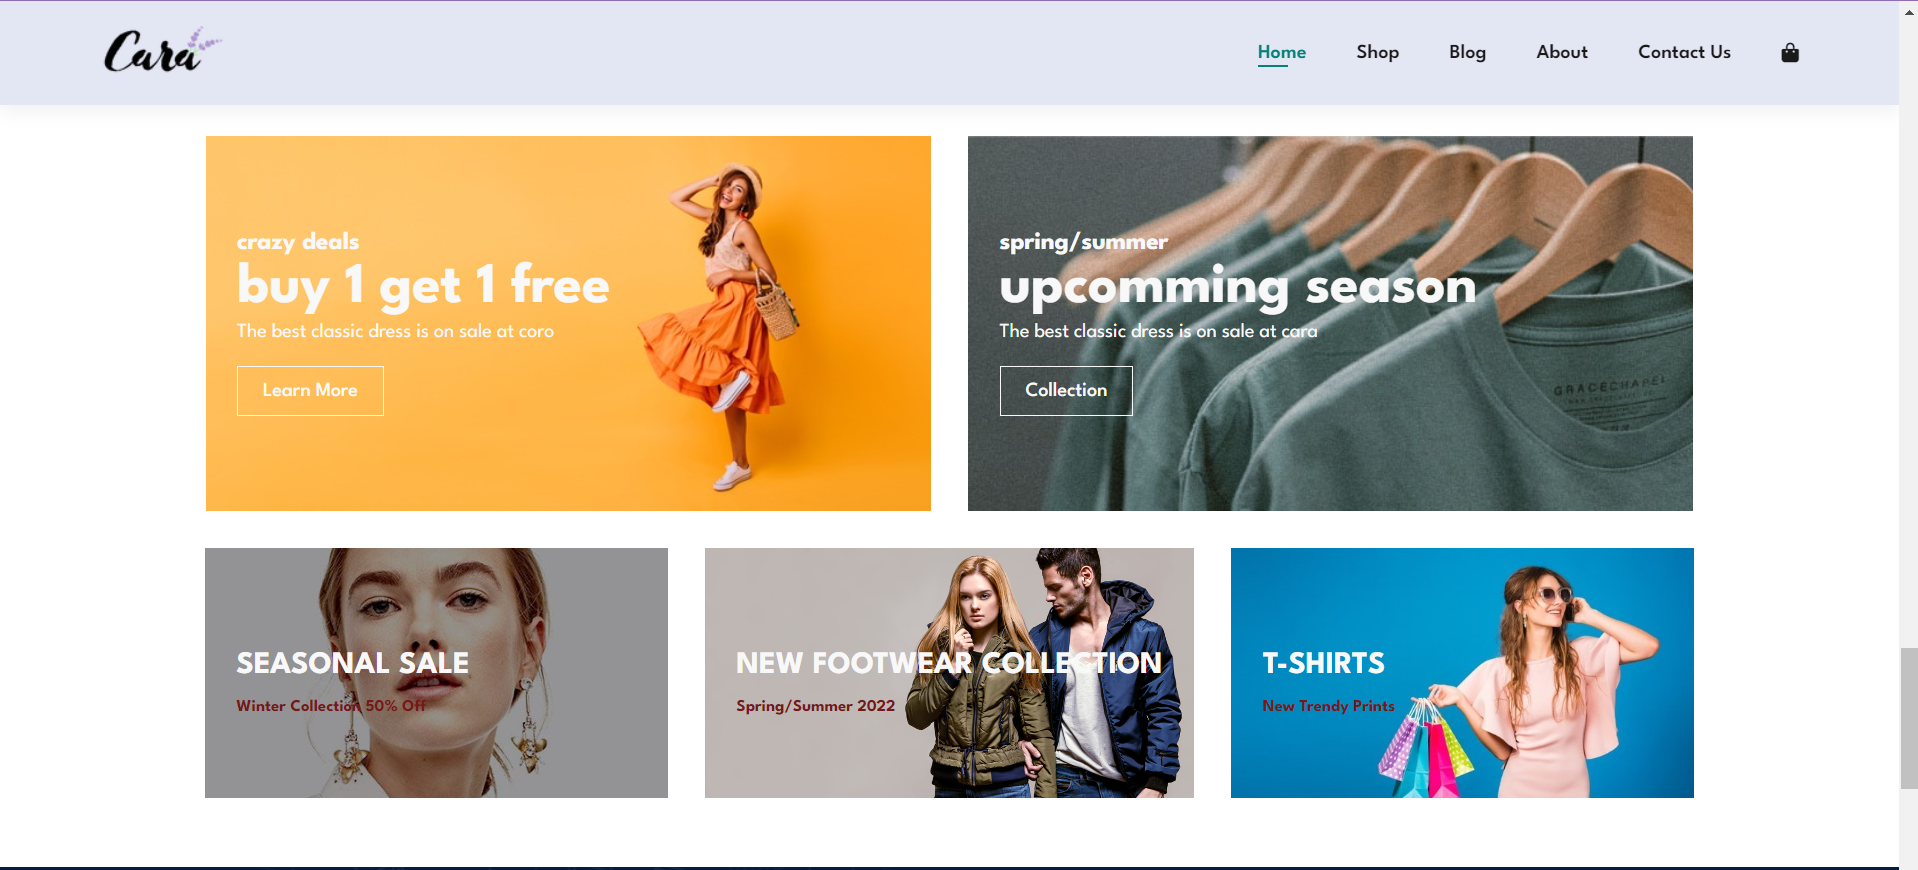 Cara
Home Shop Blog About Contact Us
crazy deals
buy 1 get 1 free
The best classic dress is on sale at coro
Learn More
spring/summer
upcomming season
The best classic dress is on sale at cara
Collection
GRACECHAPEL
SEASONAL SALE
Winter Collection 50% Off
NEW FOOTWEAR COLLECTION
Spring/Summer 2022
T-SHIRTS
New Trendy Prints